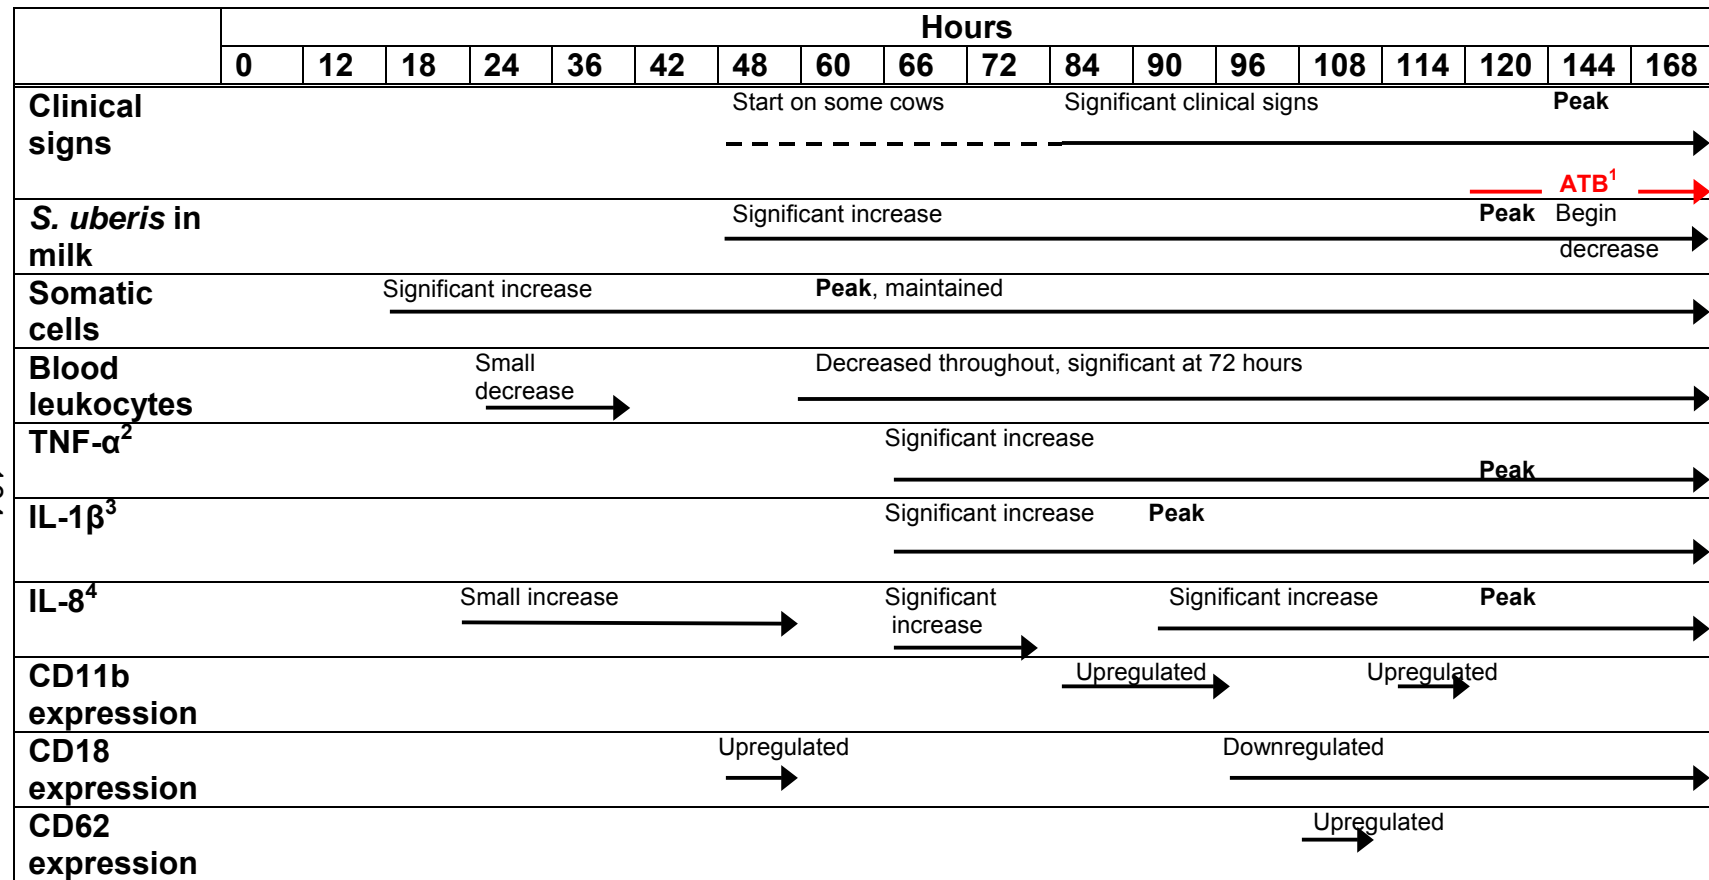 Hours
0 12 18 24 36 42 48 60 66 72 84 90 96 108 114 120 144 168
Clinical signs
Start on some cows Significant clinical signs Peak
ATB¹
S. uberis in milk
Significant increase Peak Begin
decrease
Somatic cells
Significant increase Peak, maintained
Blood leukocytes
Small decrease
Decreased throughout, significant at 72 hours
TNF-α²
Significant increase
Peak
IL-1β³
Significant increase Peak
IL-8⁴
Small increase
Significant increase
Significant increase Peak
CD11b expression
Upregulated Upregulated
CD18 expression
Upregulated Downregulated
CD62 expression
Upregulated